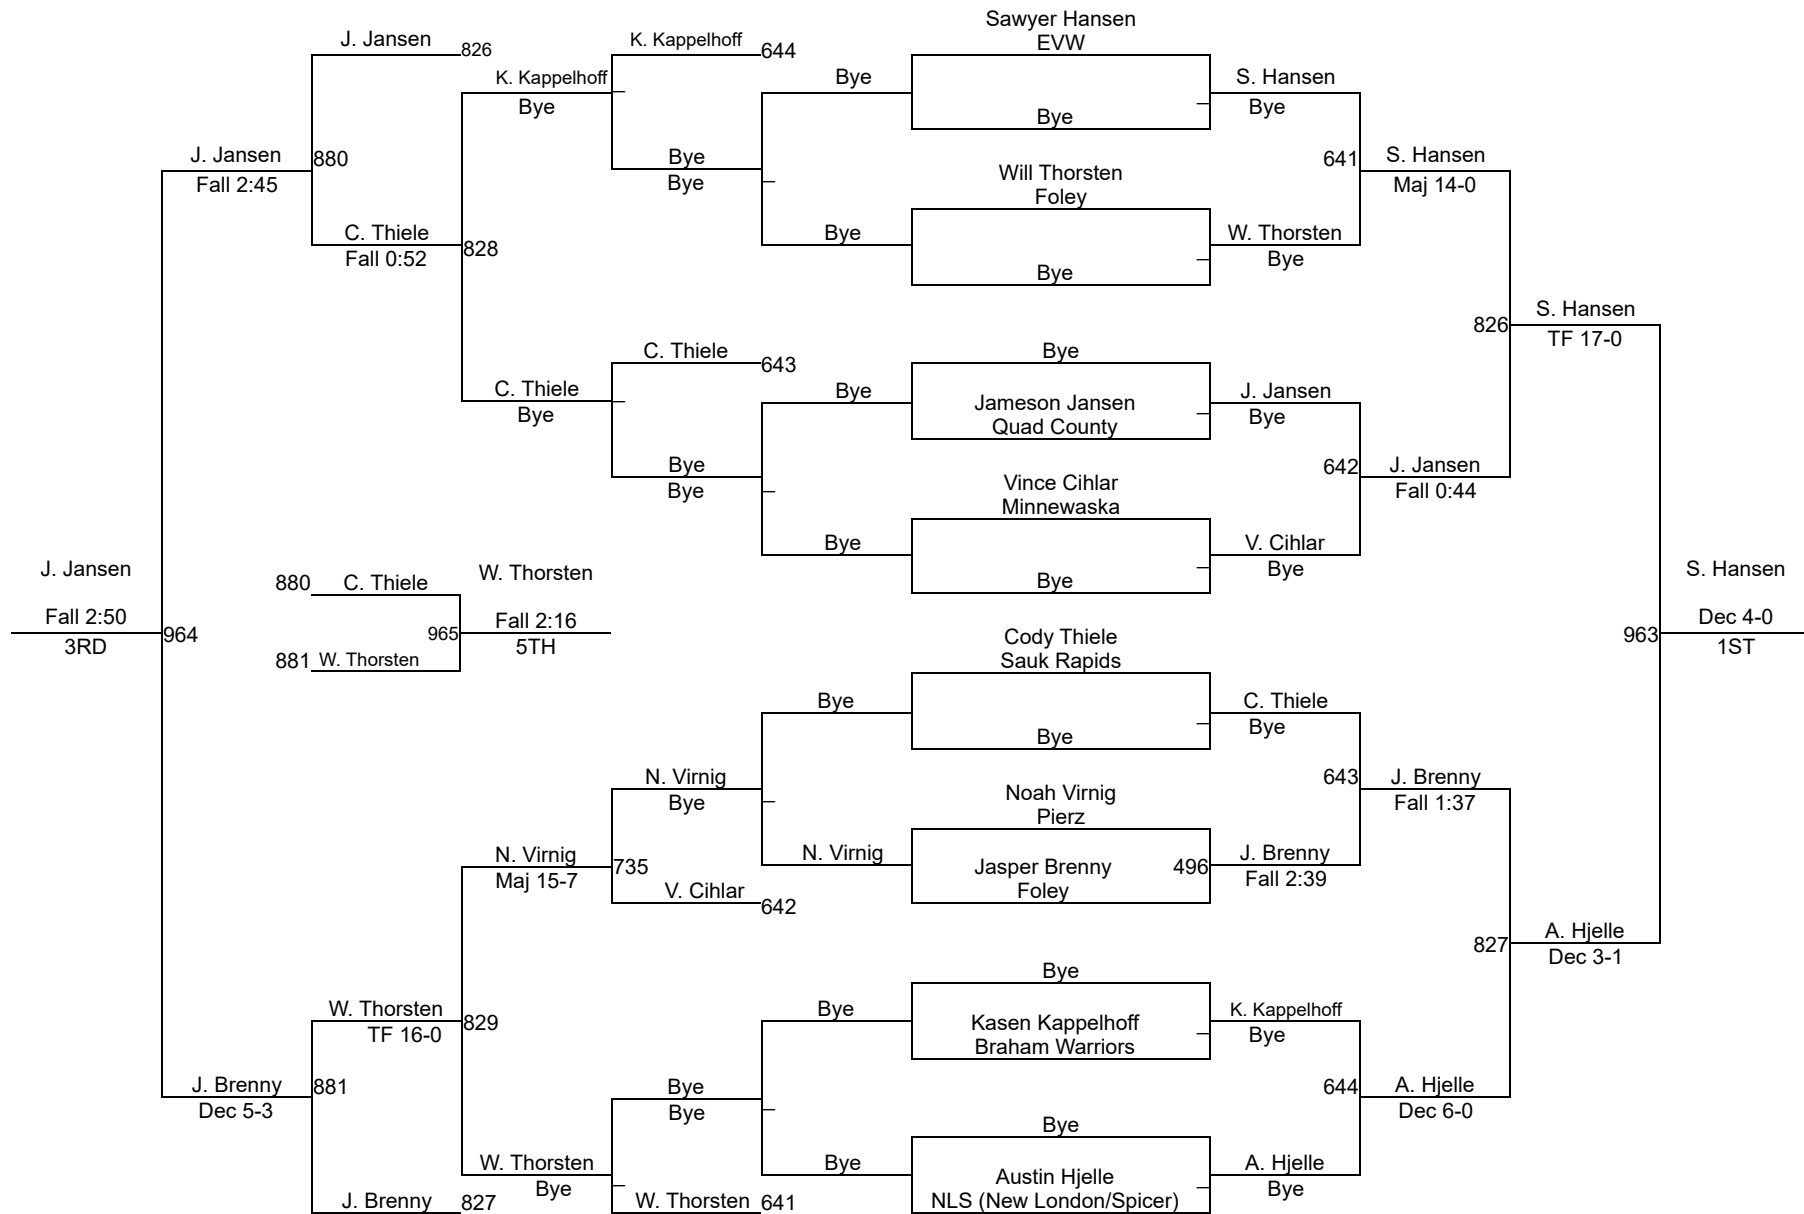 Sawyer Hansen
EVW
J. Jansen
826
K. Kappelhoff
644
K. Kappelhoff
Bye
Bye
S. Hansen
Bye
Bye
Bye
J. Jansen
Fall 2:45
880
Bye
Bye
Will Thorsten
Foley
641
S. Hansen
Maj 14-0
C. Thiele
Fall 0:52
828
Bye
Bye
W. Thorsten
Bye
826
S. Hansen
TF 17-0
C. Thiele
643
Bye
C. Thiele
Bye
Bye
Jameson Jansen
Quad County
J. Jansen
Bye
Bye
Bye
Vince Cihlar
Minnewaska
642
J. Jansen
Fall 0:44
Bye
Bye
V. Cihlar
Bye
J. Jansen
Fall 2:50
3RD
964
880
C. Thiele
881
W. Thorsten
965
W. Thorsten
Fall 2:16
5TH
Cody Thiele
Sauk Rapids
963
S. Hansen
Dec 4-0
1ST
Bye
Bye
C. Thiele
Bye
N. Virnig
Bye
Noah Virnig
Pierz
643
J. Brenny
Fall 1:37
N. Virnig
Maj 15-7
735
N. Virnig
Jasper Brenny
Foley
496
J. Brenny
Fall 2:39
V. Cihlar
642
827
A. Hjelle
Dec 3-1
Bye
W. Thorsten
TF 16-0
829
Bye
Kasen Kappelhoff
Braham Warriors
K. Kappelhoff
Bye
J. Brenny
Dec 5-3
881
Bye
Bye
644
A. Hjelle
Dec 6-0
Bye
W. Thorsten
Bye
Bye
Austin Hjelle
NLS (New London/Spicer)
A. Hjelle
Bye
J. Brenny
827
W. Thorsten
641